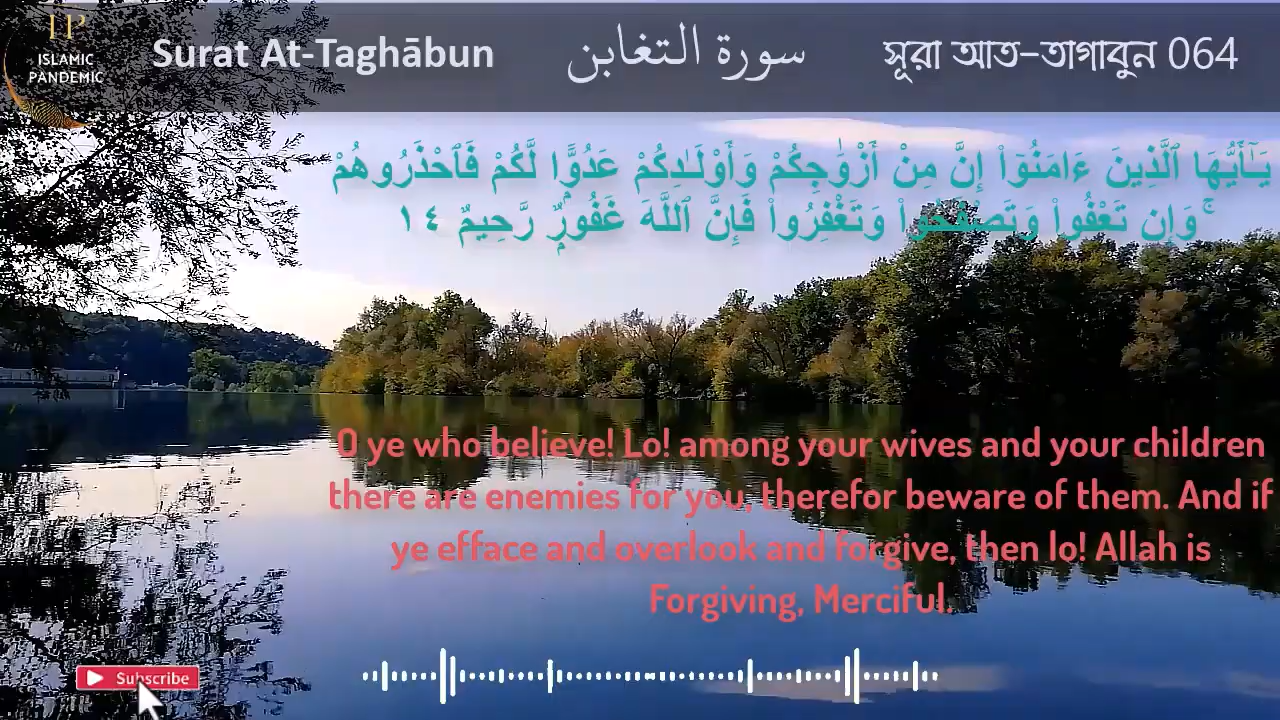 IP
ISLAMIC
PANDEMIC
Surat At-Taghābun سورة التغابن সূরা আত-তাগাবুন 064
يَـٰٓأَيُّهَا ٱلَّذِينَ ءَامَنُوٓا۟ إِنَّ مِنْ أَزْوَٰجِكُمْ وَأَوْلَـٰدِكُمْ عَدُوًّۭا لَّكُمْ فَٱحْذَرُوهُمْ
ۚ وَإِن تَعْفُوا۟ وَتَصْفَحُوا۟ وَتَغْفِرُوا۟ فَإِنَّ ٱللَّهَ غَفُورٌۭ رَّحِيمٌ ١٤
O ye who believe! Lo! among your wives and your children
there are enemies for you, therefor beware of them. And if
ye efface and overlook and forgive, then lo! Allah is
Forgiving, Merciful.
Subscribe